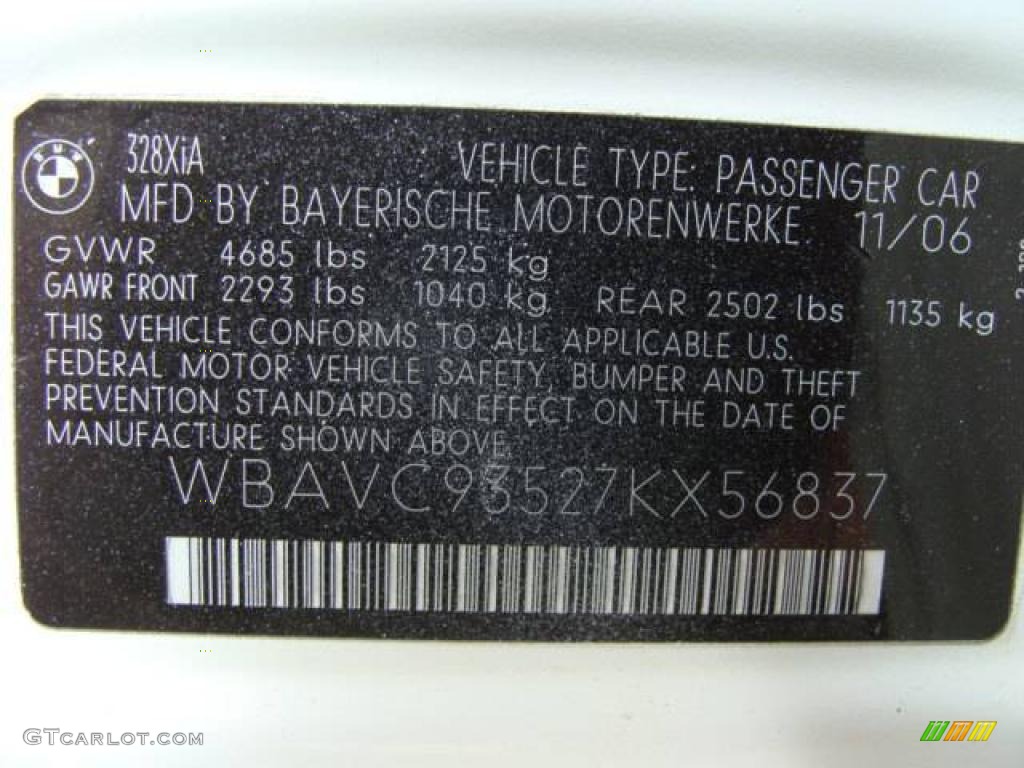 BMW
328XiA
VEHICLE TYPE: PASSENGER CAR
MFD BY BAYERISCHE MOTORENWERKE 11/06
GVWR 4685 lbs 2125 kg
GAWR FRONT 2293 lbs 1040 kg REAR 2502 lbs 1135 kg
THIS VEHICLE CONFORMS TO ALL APPLICABLE U.S.
FEDERAL MOTOR VEHICLE SAFETY, BUMPER AND THEFT
PREVENTION STANDARDS IN EFFECT ON THE DATE OF
MANUFACTURE SHOWN ABOVE
WBAVC93527KX56837
GTCarlot.com